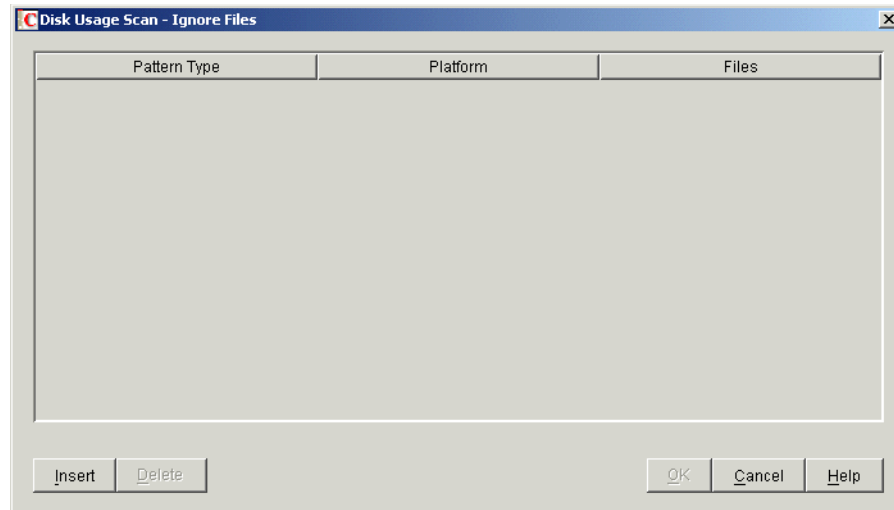 Disk Usage Scan - Ignore Files
Pattern Type Platform Files
Insert Delete OK Cancel Help